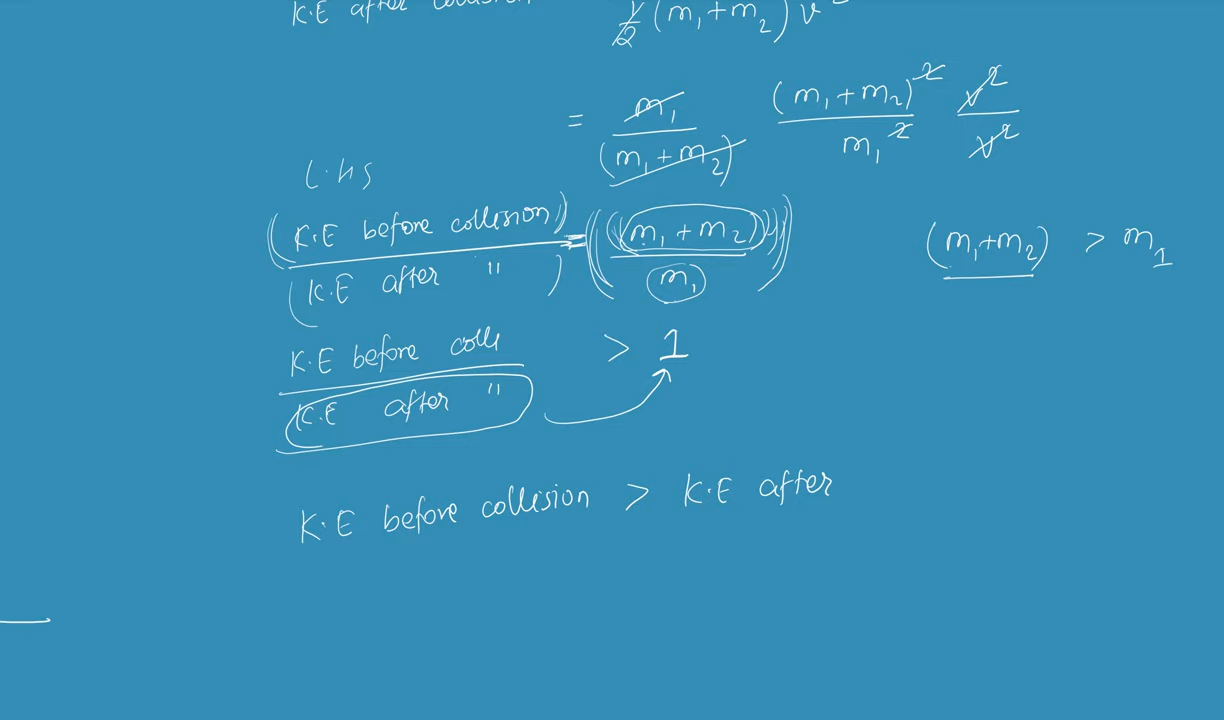 K.E after collision
1/2 (m₁+m₂) v²
= m₁/(m₁+m₂) (m₁+m₂)²/m₁² v²/v²
L.HS
(K.E before collision)/(K.E after ") = (((m₁+m₂)/m₁)) (m₁+m₂) > m₁
K.E before colli/K.E after " > 1
K.E before collision > K.E after